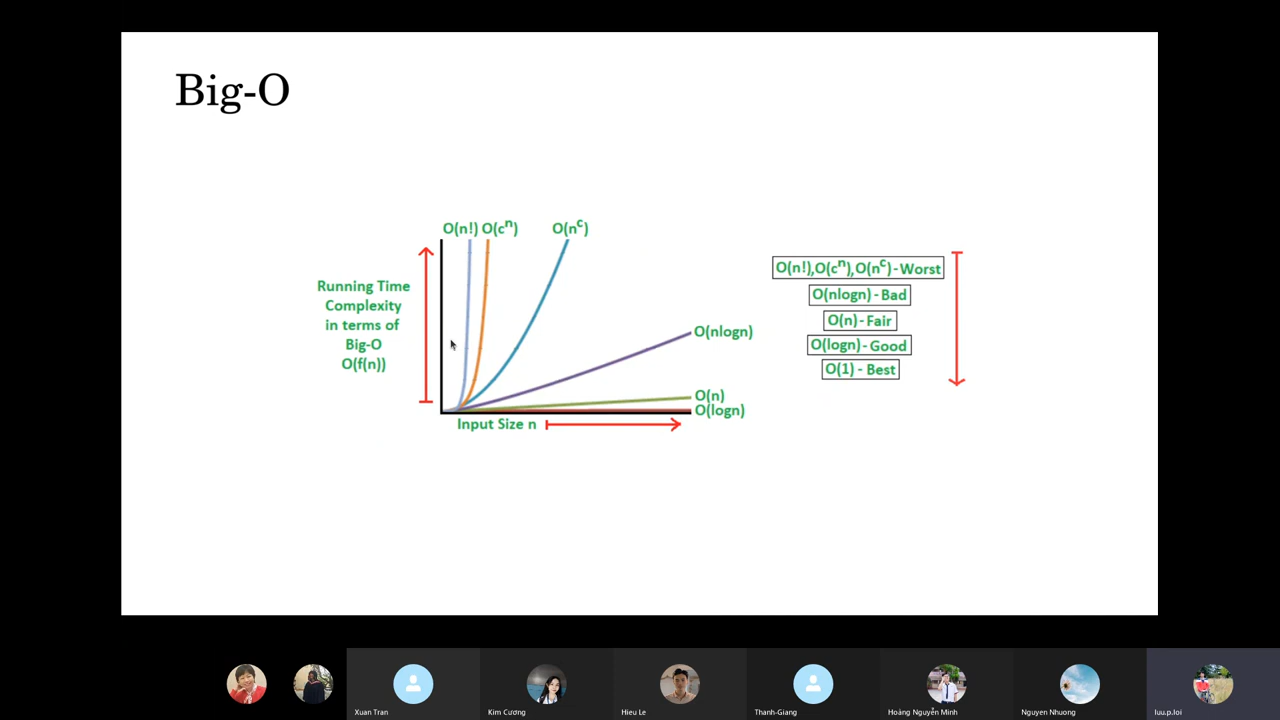 Big-O
O(n!) O(cⁿ) O(nᶜ)
Running Time
Complexity
in terms of
Big-O
O(f(n))
O(nlogn)
O(n)
O(logn)
Input Size n
O(n!),O(cⁿ),O(nᶜ)-Worst
O(nlogn) - Bad
O(n) - Fair
O(logn) - Good
O(1) - Best
Xuan Tran
Kim Cương
Hieu Le
Thanh-Giang
Hoàng Nguyễn Minh
Nguyen Nhuong
luu.p.loi